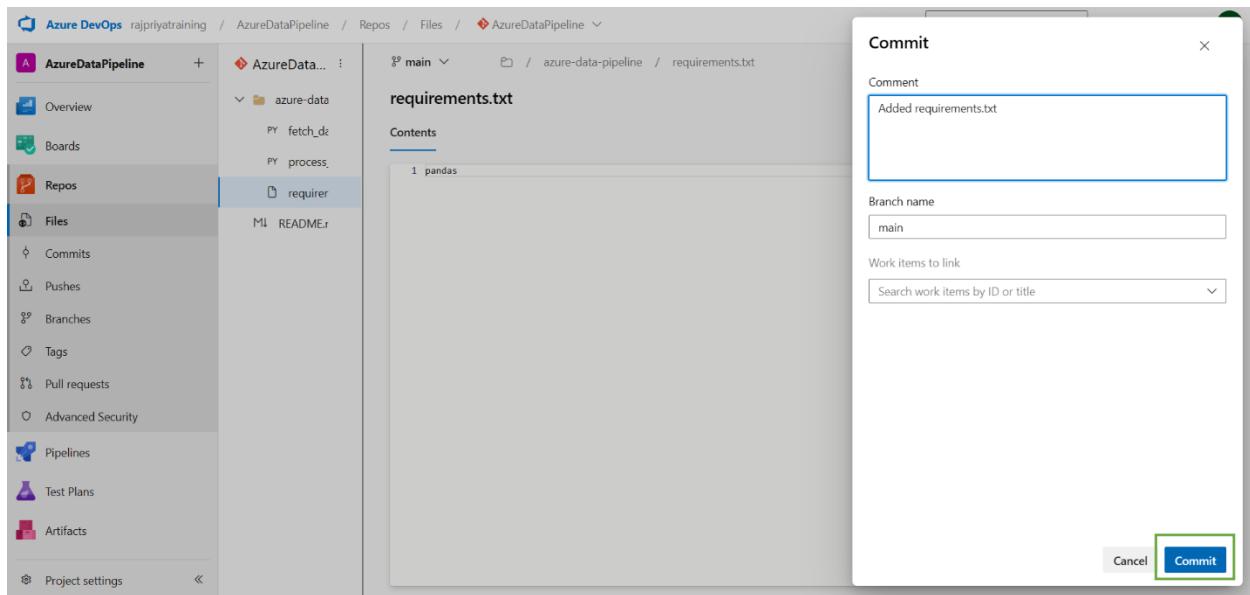 Azure DevOps rajpriyatraining / AzureDataPipeline / Repos / Files / AzureDataPipeline
A AzureDataPipeline +
Overview
Boards
Repos
Files
Commits
Pushes
Branches
Tags
Pull requests
Advanced Security
Pipelines
Test Plans
Artifacts
Project settings
AzureData...
azure-data
PY fetch_da
PY process_
requirer
M↓ README.r
main / azure-data-pipeline / requirements.txt
requirements.txt
Contents
1 pandas
Commit
Comment
Added requirements.txt
Branch name
main
Work items to link
Search work items by ID or title
Cancel Commit